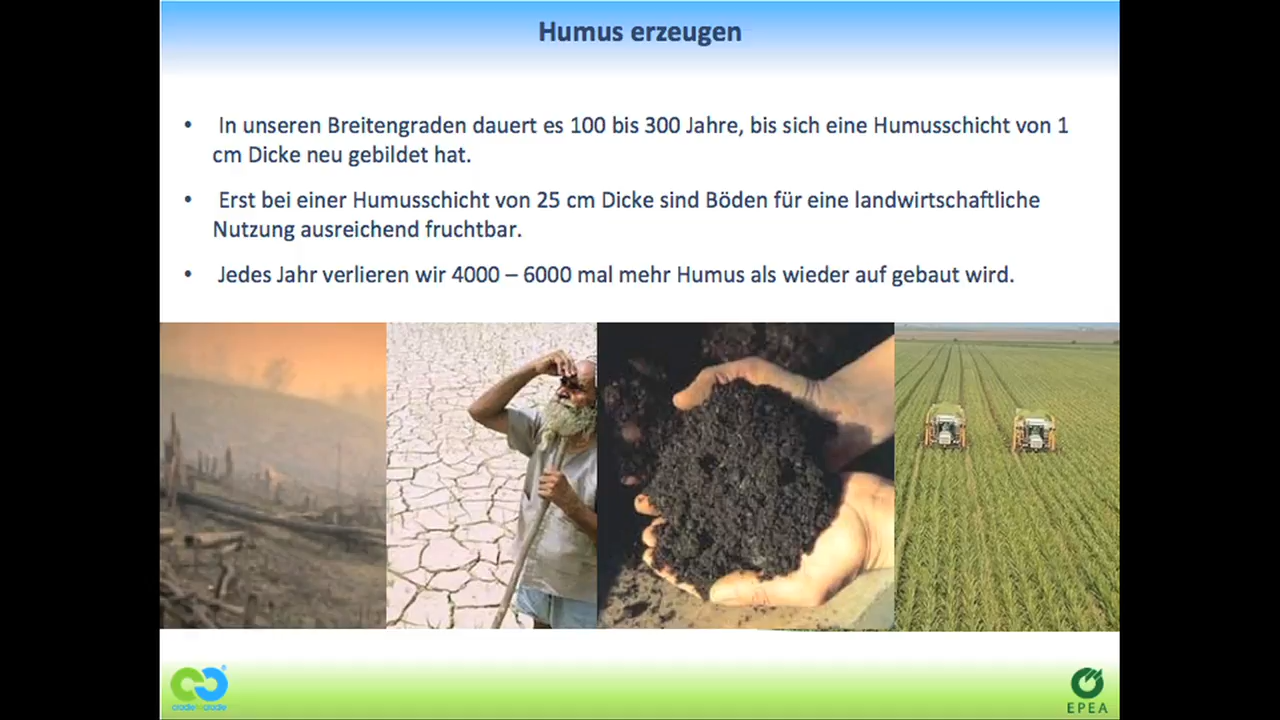 Humus erzeugen
• In unseren Breitengraden dauert es 100 bis 300 Jahre, bis sich eine Humusschicht von 1
cm Dicke neu gebildet hat.
• Erst bei einer Humusschicht von 25 cm Dicke sind Böden für eine landwirtschaftliche
Nutzung ausreichend fruchtbar.
• Jedes Jahr verlieren wir 4000 – 6000 mal mehr Humus als wieder auf gebaut wird.
cradletocradle
EPEA